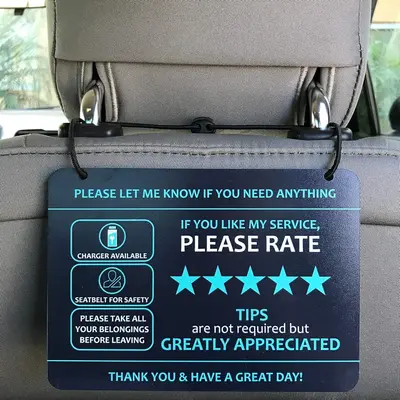 PLEASE LET ME KNOW IF YOU NEED ANYTHING
CHARGER AVAILABLE
SEATBELT FOR SAFETY
PLEASE TAKE ALL
YOUR BELONGINGS
BEFORE LEAVING
IF YOU LIKE MY SERVICE,
PLEASE RATE
TIPS
are not required but
GREATLY APPRECIATED
THANK YOU & HAVE A GREAT DAY!